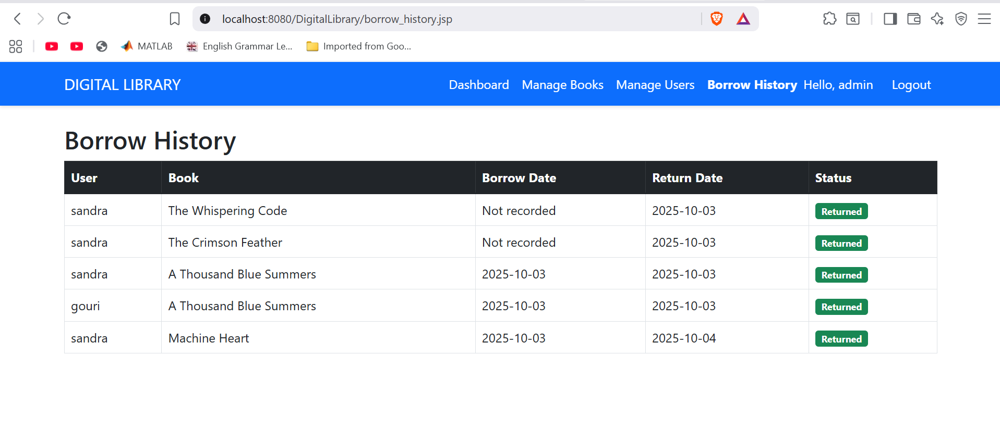 localhost:8080/DigitalLibrary/borrow_history.jsp
MATLAB English Grammar Le... Imported from Goo...
DIGITAL LIBRARY Dashboard Manage Books Manage Users Borrow History Hello, admin Logout
Borrow History
User Book Borrow Date Return Date Status
sandra The Whispering Code Not recorded 2025-10-03 Returned
sandra The Crimson Feather Not recorded 2025-10-03 Returned
sandra A Thousand Blue Summers 2025-10-03 2025-10-03 Returned
gouri A Thousand Blue Summers 2025-10-03 2025-10-03 Returned
sandra Machine Heart 2025-10-03 2025-10-04 Returned